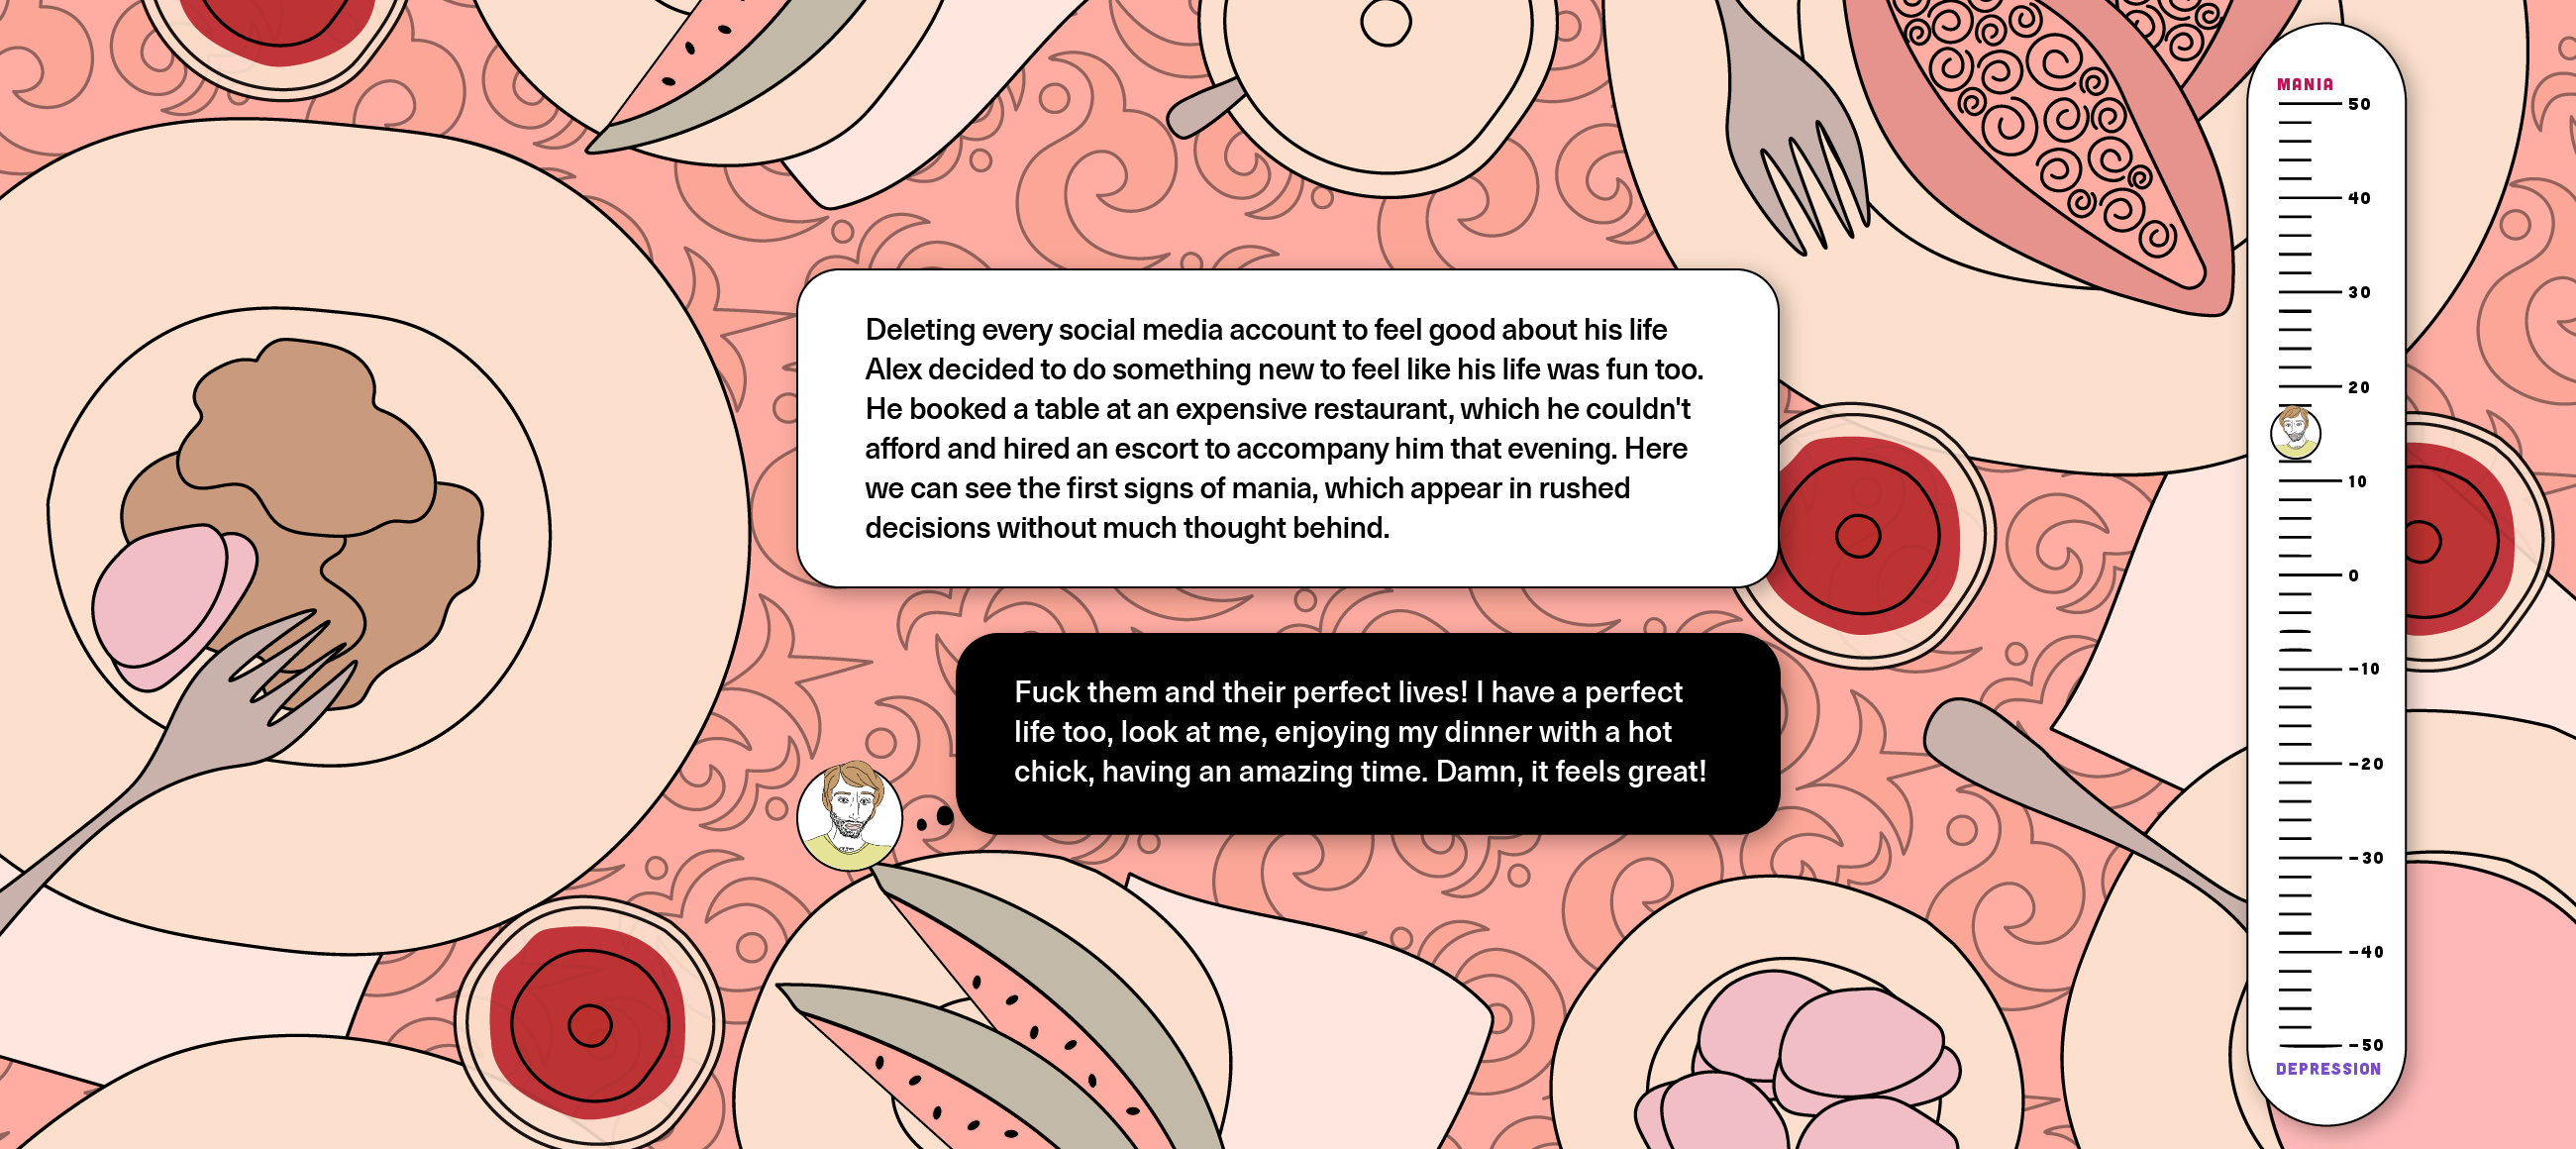 Deleting every social media account to feel good about his life
Alex decided to do something new to feel like his life was fun too.
He booked a table at an expensive restaurant, which he couldn't
afford and hired an escort to accompany him that evening. Here
we can see the first signs of mania, which appear in rushed
decisions without much thought behind.
Fuck them and their perfect lives! I have a perfect
life too, look at me, enjoying my dinner with a hot
chick, having an amazing time. Damn, it feels great!
MANIA
50
40
30
20
10
0
-10
-20
-30
-40
-50
DEPRESSION